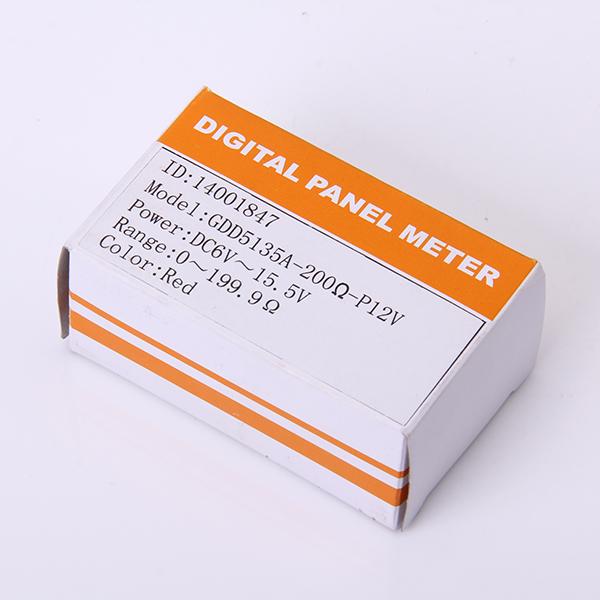 DIGITAL PANEL METER
ID:14001847
Model:GDD5135A-200Ω-P12V
Power:DC6V～15.5V
Range:0～199.9Ω
Color:Red